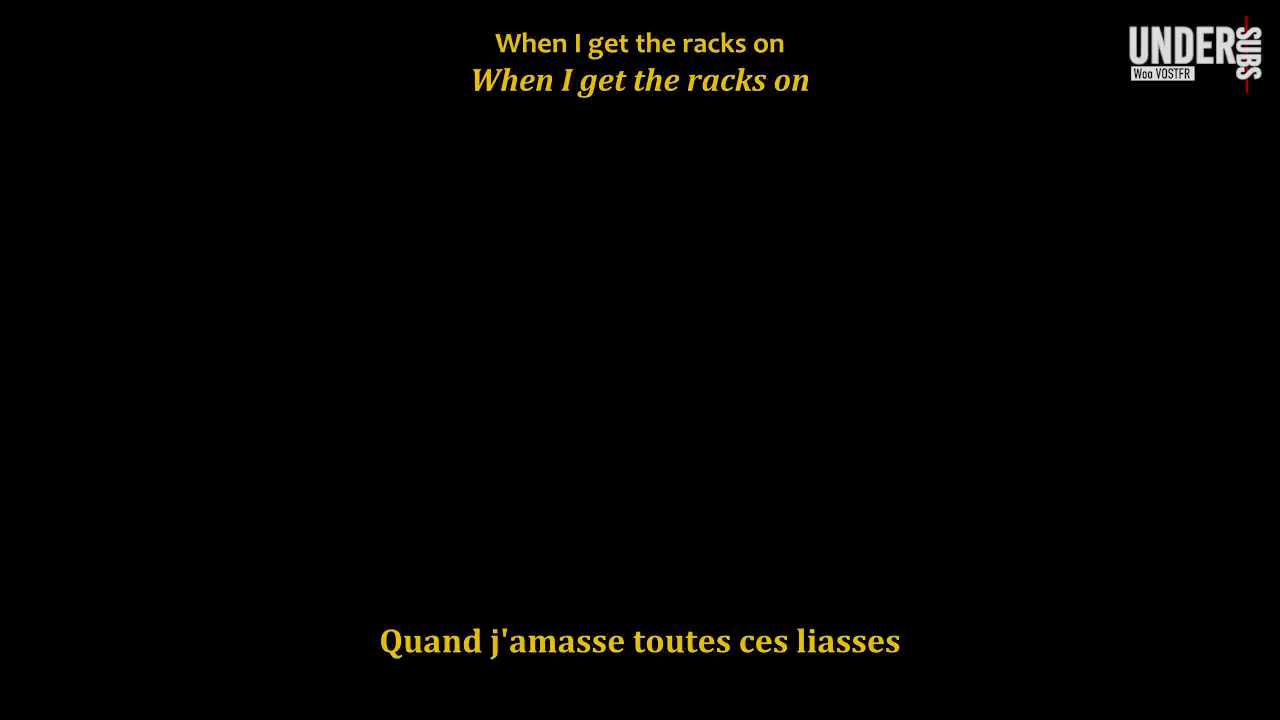 When I get the racks on
When I get the racks on
UNDER
SUBS
Woo VOSTFR
Quand j'amasse toutes ces liasses